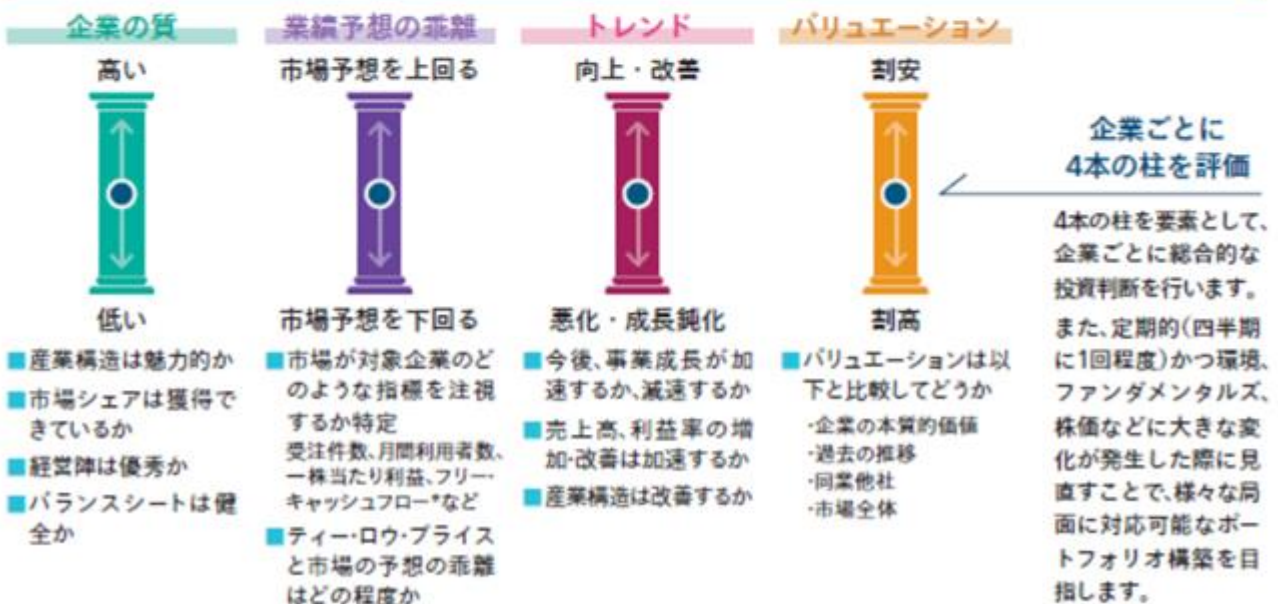 企業の質
高い
低い
■産業構造は魅力的か
■市場シェアは獲得で
きているか
■経営陣は優秀か
■バランスシートは健
全か
業績予想の乖離
市場予想を上回る
市場予想を下回る
■市場が対象企業のど
のような指標を注視
するか特定
受注件数、月間利用者数、
一株当たり利益、フリー・
キャッシュフロー*など
■ティー・ロウ・プライス
と市場の予想の乖離
はどの程度か
トレンド
向上・改善
悪化・成長鈍化
■今後、事業成長が加
速するか、減速するか
■売上高、利益率の増
加・改善は加速するか
■産業構造は改善するか
バリュエーション
割安
割高
■バリュエーションは以
下と比較してどうか
・企業の本質的価値
・過去の推移
・同業他社
・市場全体
企業ごとに
4本の柱を評価
4本の柱を要素として、
企業ごとに総合的な
投資判断を行います。
また、定期的(四半期
に1回程度)かつ環境、
ファンダメンタルズ、
株価などに大きな変
化が発生した際に見
直すことで、様々な局
面に対応可能なポー
トフォリオ構築を目
指します。